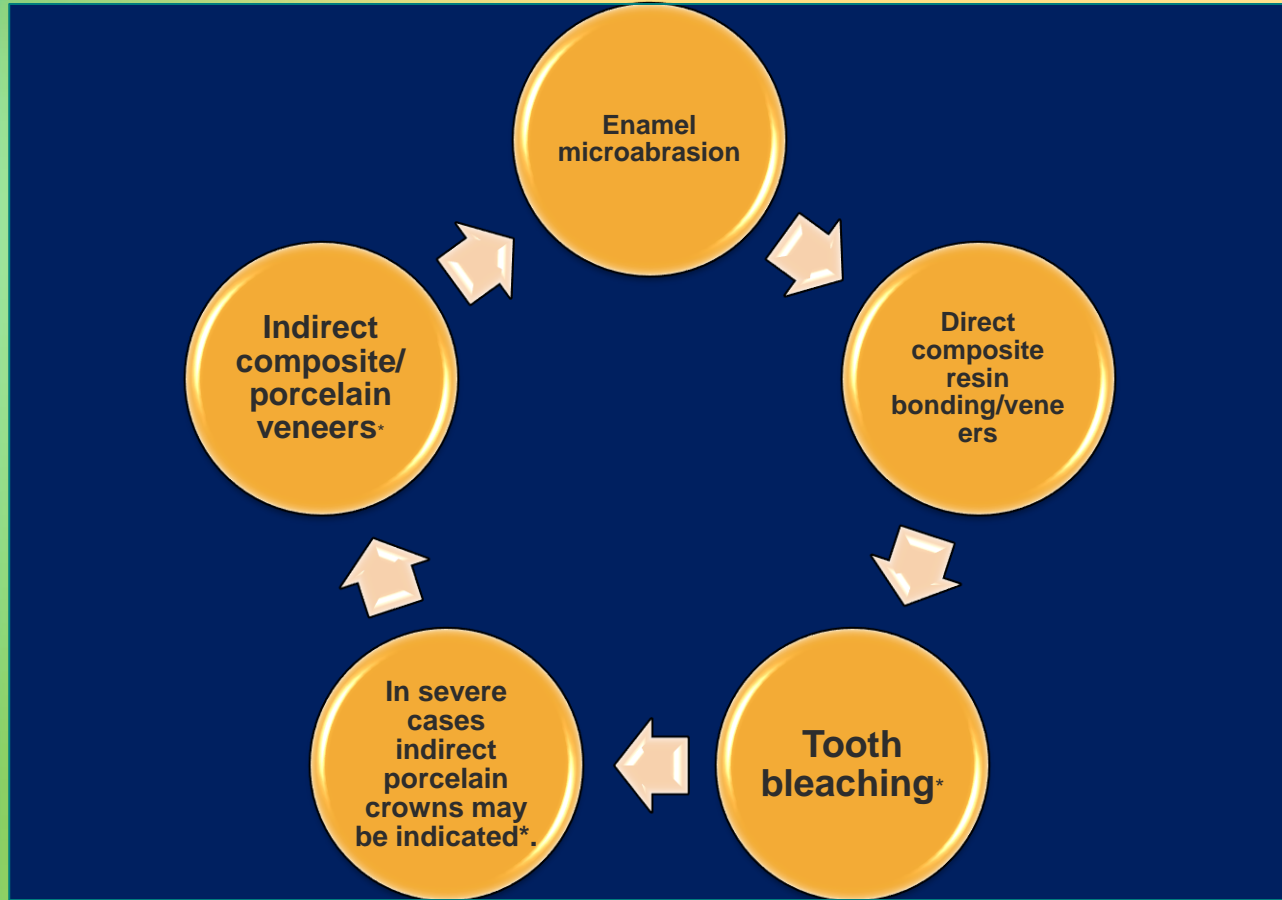 Enamel
microabrasion
Direct
composite
resin
bonding/vene
ers
Tooth
bleaching*
In severe
cases
indirect
porcelain
crowns may
be indicated*.
Indirect
composite/
porcelain
veneers*